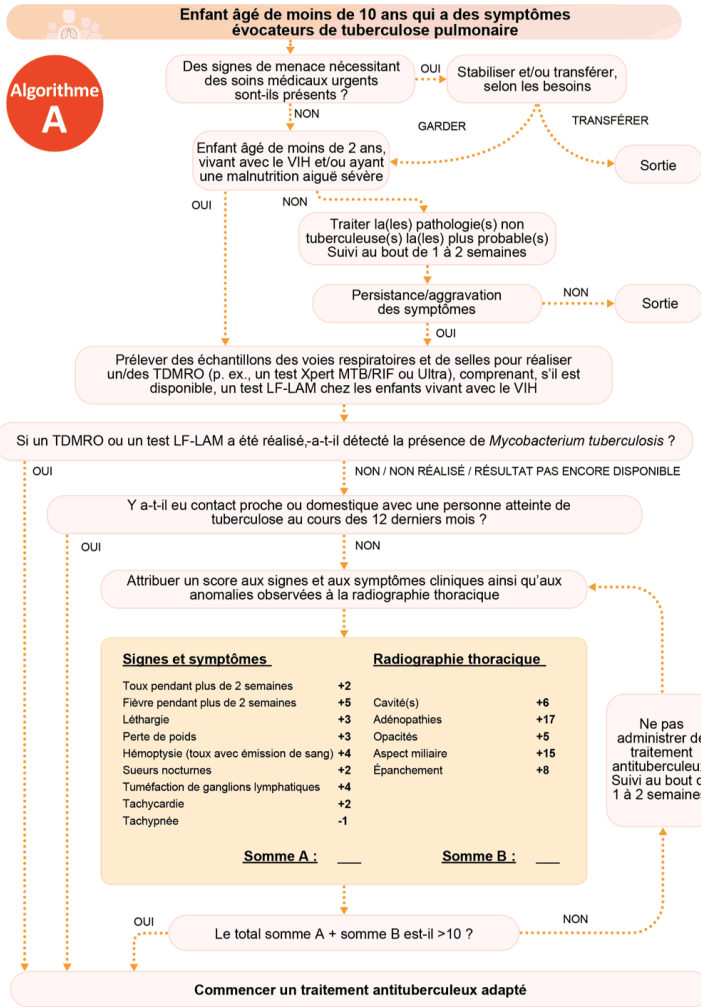 Enfant âgé de moins de 10 ans qui a des symptômes
évocateurs de tuberculose pulmonaire
Algorithme
A
Des signes de menace nécessitant
des soins médicaux urgents
sont-ils présents ?
OUI
Stabiliser et/ou transférer,
selon les besoins
NON
GARDER
TRANSFÉRER
Enfant âgé de moins de 2 ans,
vivant avec le VIH et/ou ayant
une malnutrition aiguë sévère
Sortie
OUI
NON
Traiter la(les) pathologie(s) non
tuberculeuse(s) la(les) plus probable(s)
Suivi au bout de 1 à 2 semaines
Persistance/aggravation
des symptômes
NON
Sortie
OUI
Prélever des échantillons des voies respiratoires et de selles pour réaliser
un/des TDMRO (p. ex., un test Xpert MTB/RIF ou Ultra), comprenant, s’il est
disponible, un test LF-LAM chez les enfants vivant avec le VIH
Si un TDMRO ou un test LF-LAM a été réalisé,-a-t-il détecté la présence de Mycobacterium tuberculosis ?
OUI
NON / NON RÉALISÉ / RÉSULTAT PAS ENCORE DISPONIBLE
Y a-t-il eu contact proche ou domestique avec une personne atteinte de
tuberculose au cours des 12 derniers mois ?
OUI
NON
Attribuer un score aux signes et aux symptômes cliniques ainsi qu’aux
anomalies observées à la radiographie thoracique
Signes et symptômes
Toux pendant plus de 2 semaines +2
Fièvre pendant plus de 2 semaines +5
Léthargie +3
Perte de poids +3
Hémoptysie (toux avec émission de sang) +4
Sueurs nocturnes +2
Tuméfaction de ganglions lymphatiques +4
Tachycardie +2
Tachypnée -1
Somme A : ___
Radiographie thoracique
Cavité(s) +6
Adénopathies +17
Opacités +5
Aspect miliaire +15
Épanchement +8
Somme B : ___
Ne pas
administrer de
traitement
antituberculeux
Suivi au bout d
1 à 2 semaines
OUI
Le total somme A + somme B est-il >10 ?
NON
Commencer un traitement antituberculeux adapté